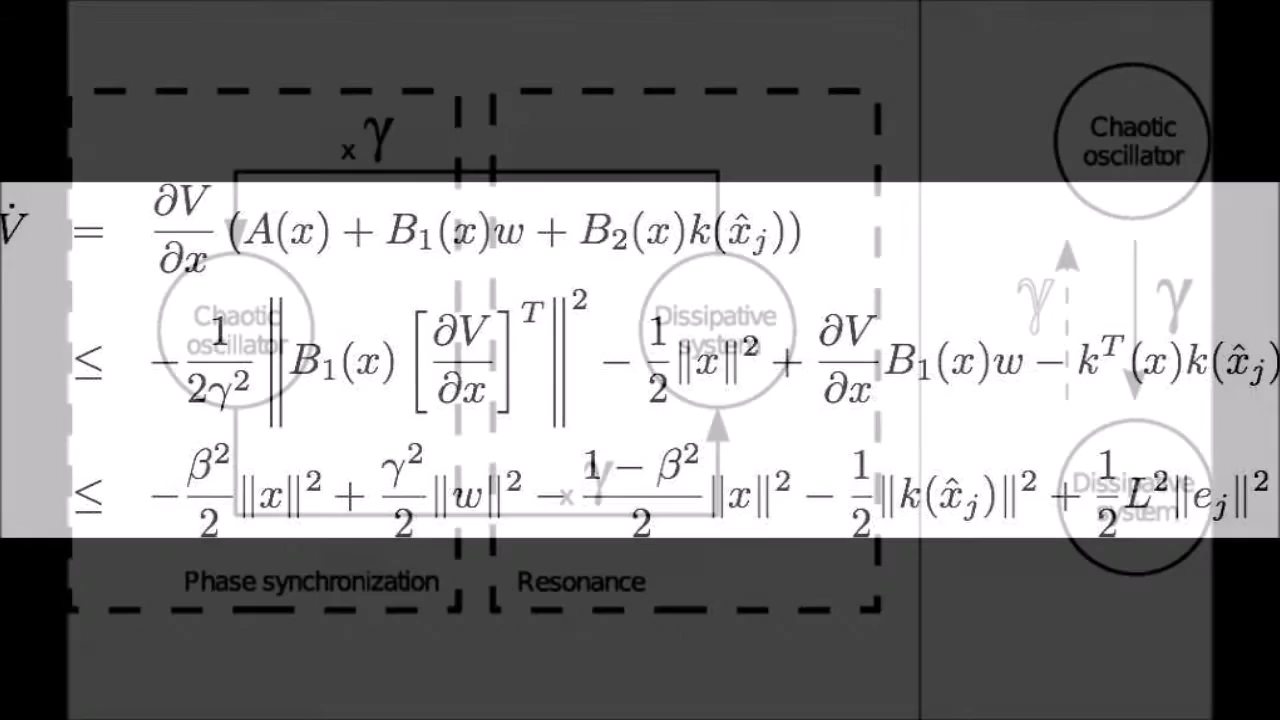 × γ
Chaotic
oscillator
V̇ = ∂V/∂x (A(x) + B₁(x)w + B₂(x)k(x̂ⱼ))
Chaotic
oscillator
Dissipative
system
γ γ
≤ −1/(2γ²) ‖B₁(x) [∂V/∂x]ᵀ‖² − 1/2 ‖x‖² + ∂V/∂x B₁(x)w − kᵀ(x)k(x̂ⱼ)
× γ
Dissipative
system
≤ −β²/2 ‖x‖² + γ²/2 ‖w‖² − (1 − β²)/2 ‖x‖² − 1/2 ‖k(x̂ⱼ)‖² + 1/2 L² ‖eⱼ‖²
Phase synchronization
Resonance